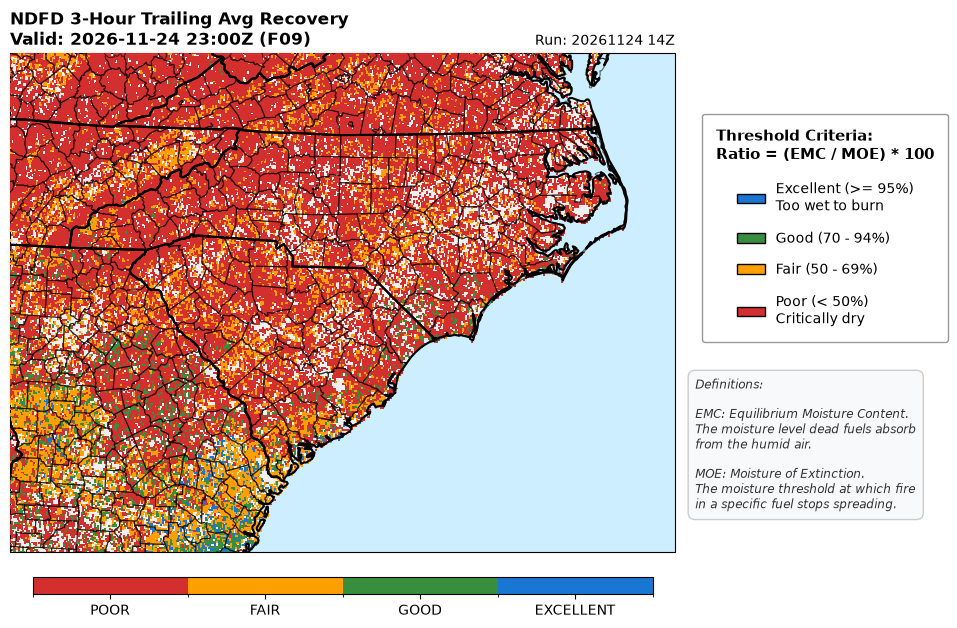 NDFD 3-Hour Trailing Avg Recovery
Valid: 2026-11-24 23:00Z (F09)
Run: 20261124 14Z
Threshold Criteria:
Ratio = (EMC / MOE) * 100
Excellent (>= 95%)
Too wet to burn
Good (70 - 94%)
Fair (50 - 69%)
Poor (< 50%)
Critically dry
Definitions:
EMC: Equilibrium Moisture Content.
The moisture level dead fuels absorb
from the humid air.
MOE: Moisture of Extinction.
The moisture threshold at which fire
in a specific fuel stops spreading.
POOR
FAIR
GOOD
EXCELLENT